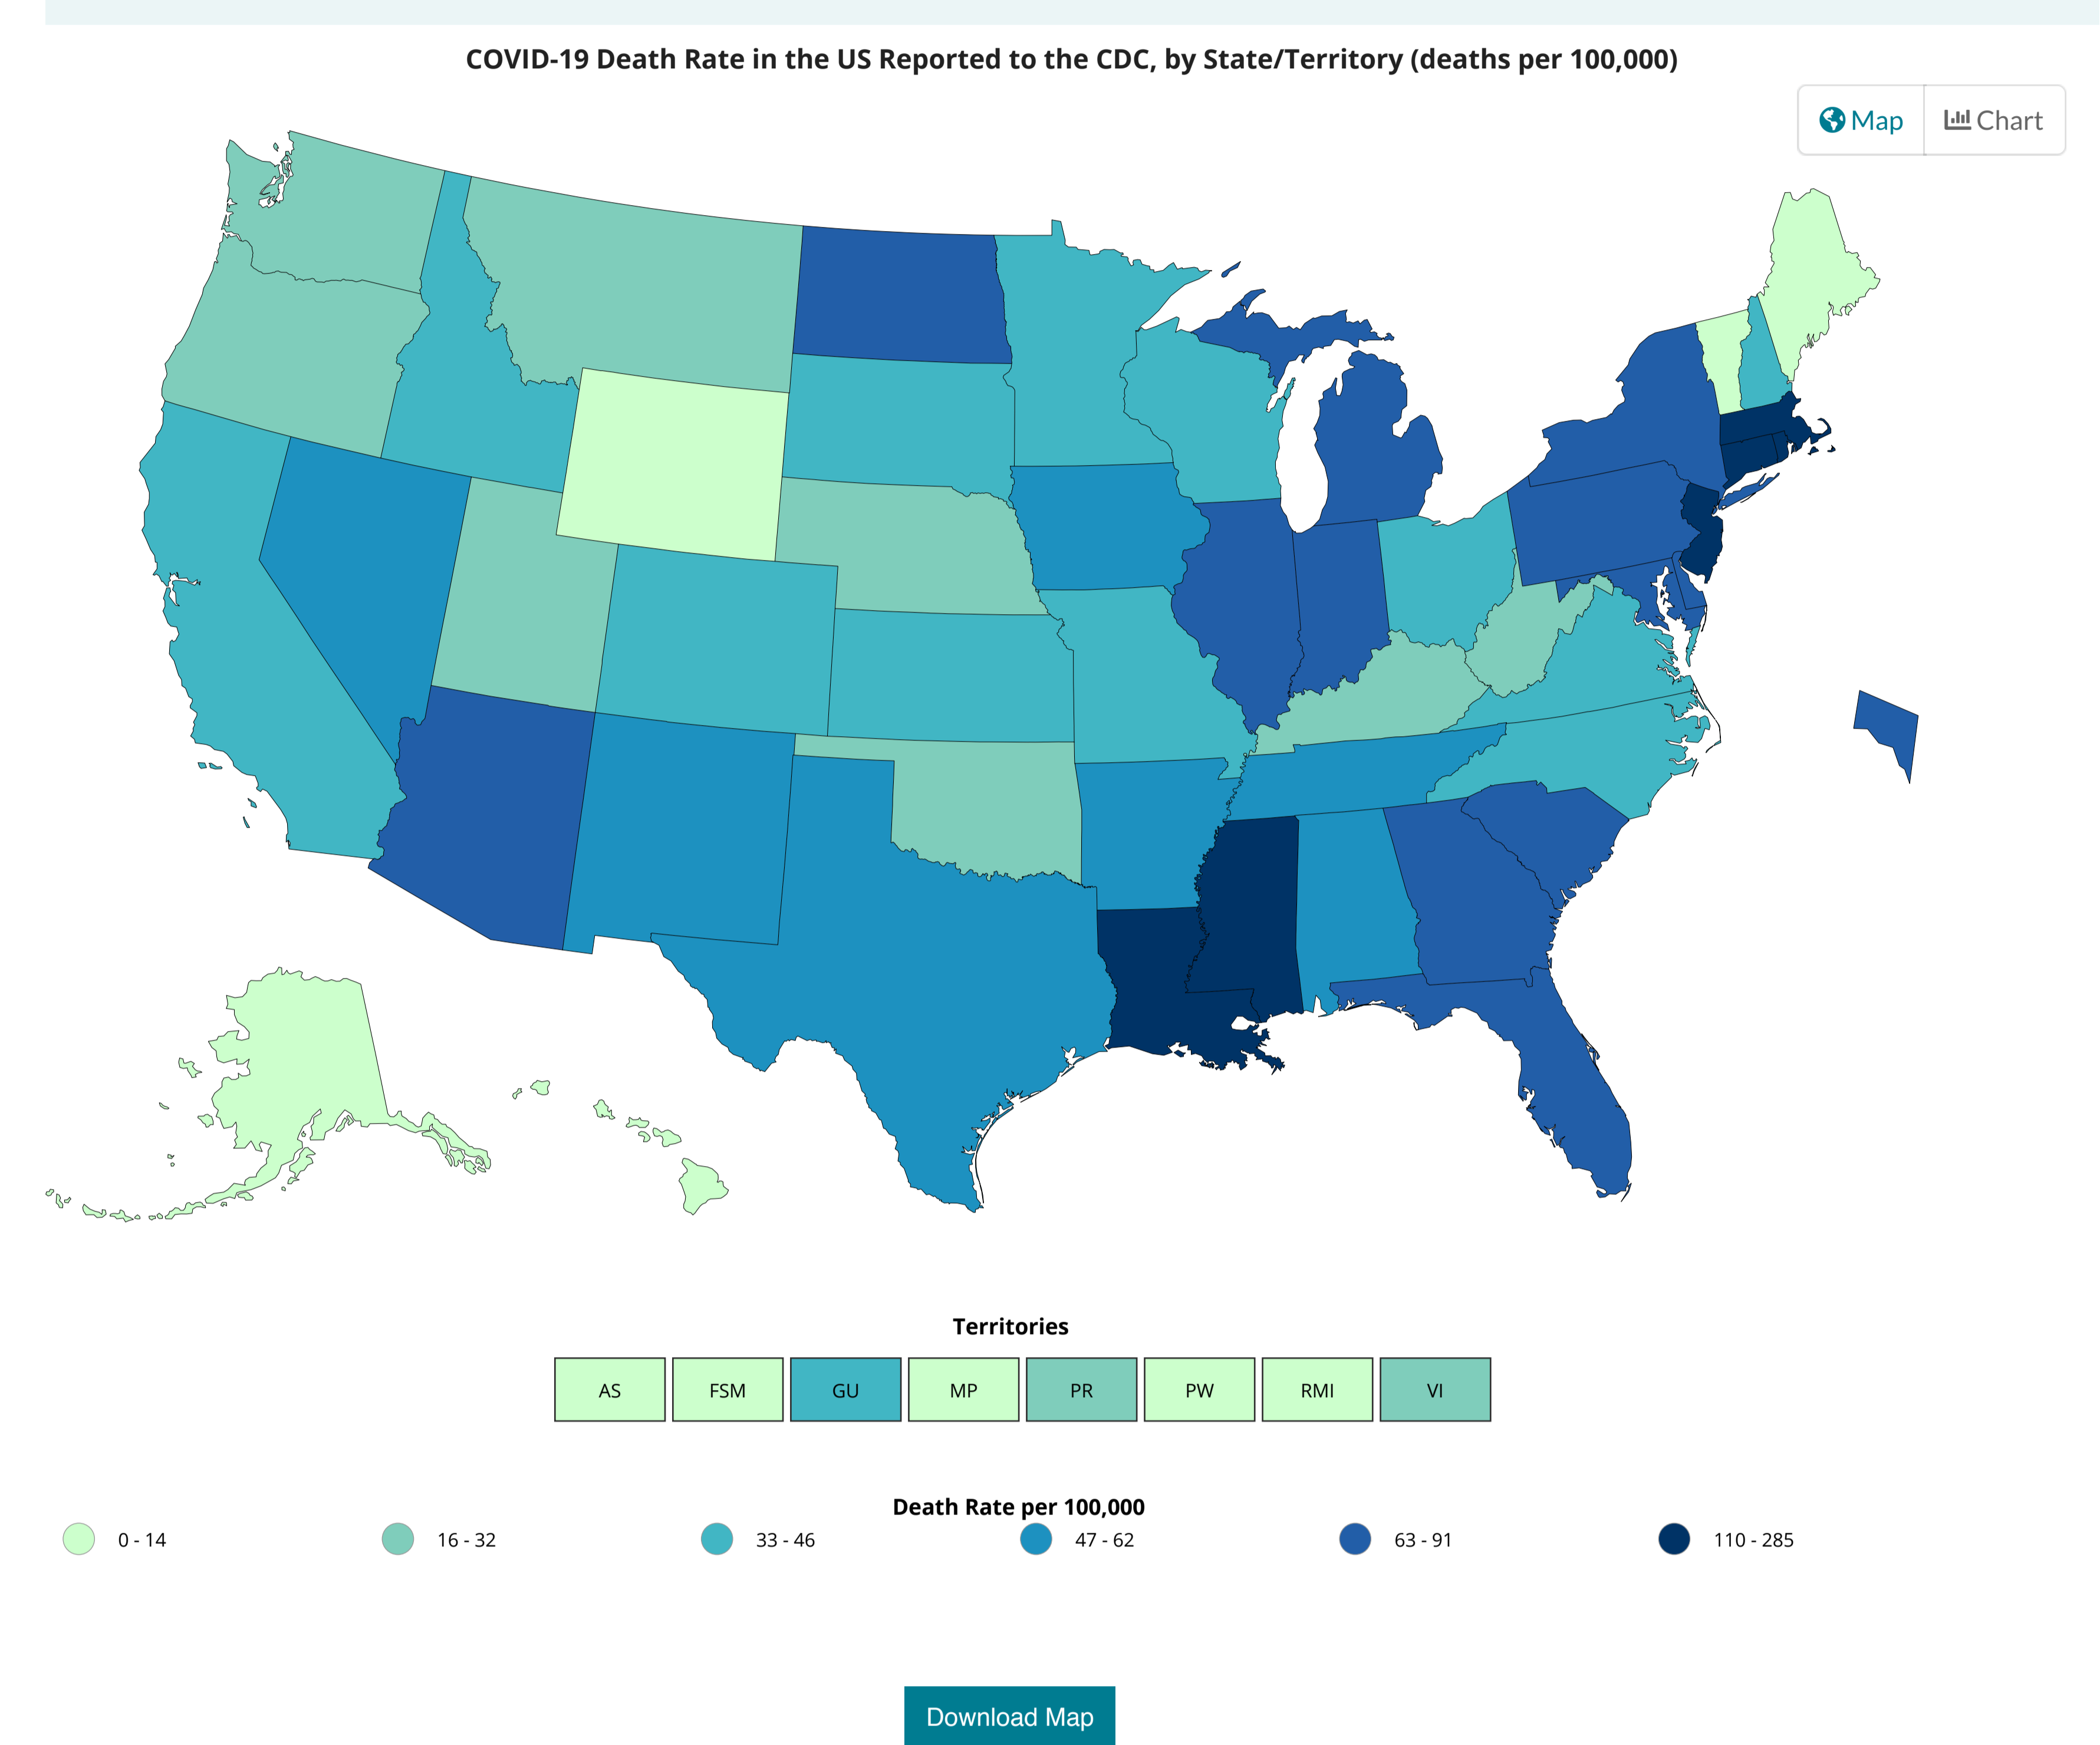 COVID-19 Death Rate in the US Reported to the CDC, by State/Territory (deaths per 100,000)
Map Chart
Territories
AS FSM GU MP PR PW RMI VI
Death Rate per 100,000
0 - 14 16 - 32 33 - 46 47 - 62 63 - 91 110 - 285
Download Map